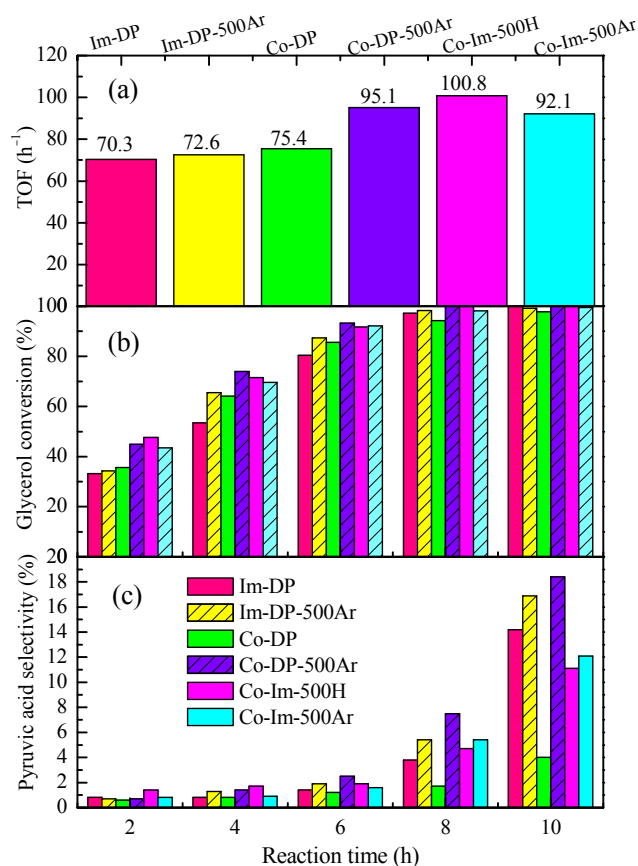 Im-DP Im-DP-500Ar Co-DP Co-DP-500Ar Co-Im-500H Co-Im-500Ar
120
(a)
100
80
60
40
20
0
TOF (h⁻¹)
70.3 72.6 75.4 95.1 100.8 92.1
100
(b)
80
60
40
20
0
Glycerol conversion (%)
20
(c)
18
16
14
12
10
8
6
4
2
0
Pyruvic acid selectivity (%)
Im-DP
Im-DP-500Ar
Co-DP
Co-DP-500Ar
Co-Im-500H
Co-Im-500Ar
2 4 6 8 10
Reaction time (h)